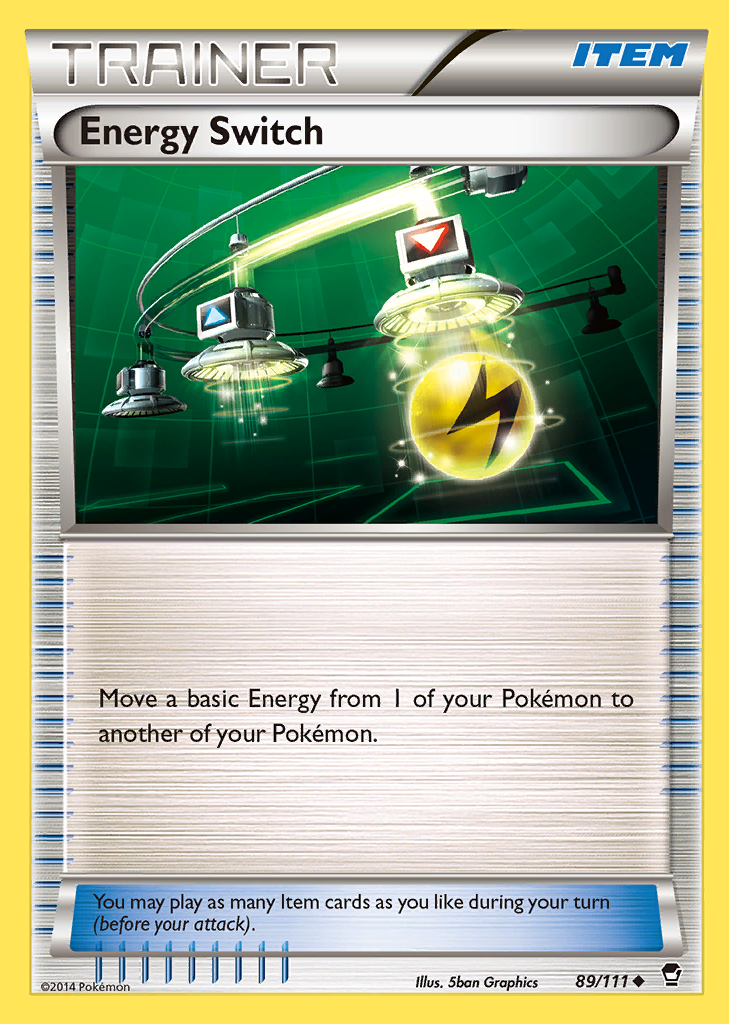 TRAINER
ITEM
Energy Switch
Move a basic Energy from 1 of your Pokémon to
another of your Pokémon.
You may play as many Item cards as you like during your turn
(before your attack).
©2014 Pokémon
Illus. 5ban Graphics
89/111